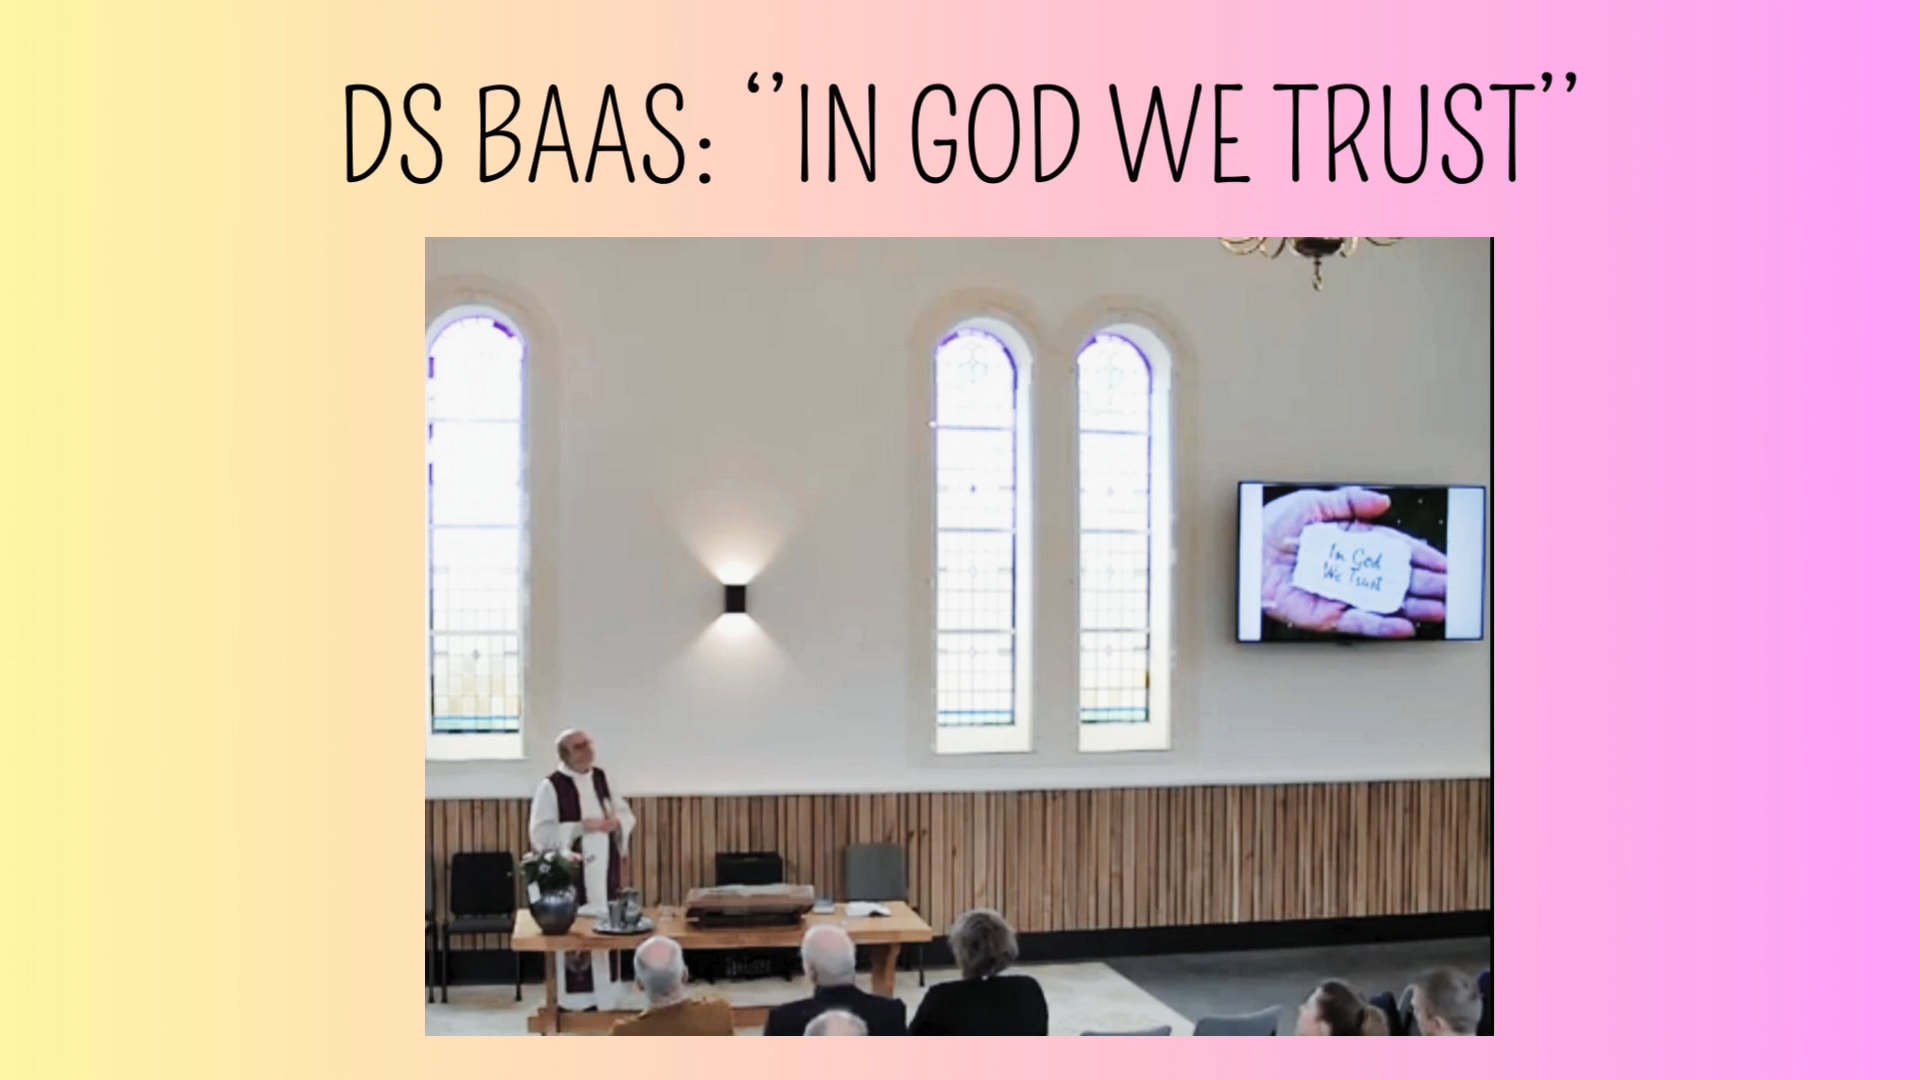 DS BAAS: ‘’IN GOD WE TRUST’’
In God
We Trust